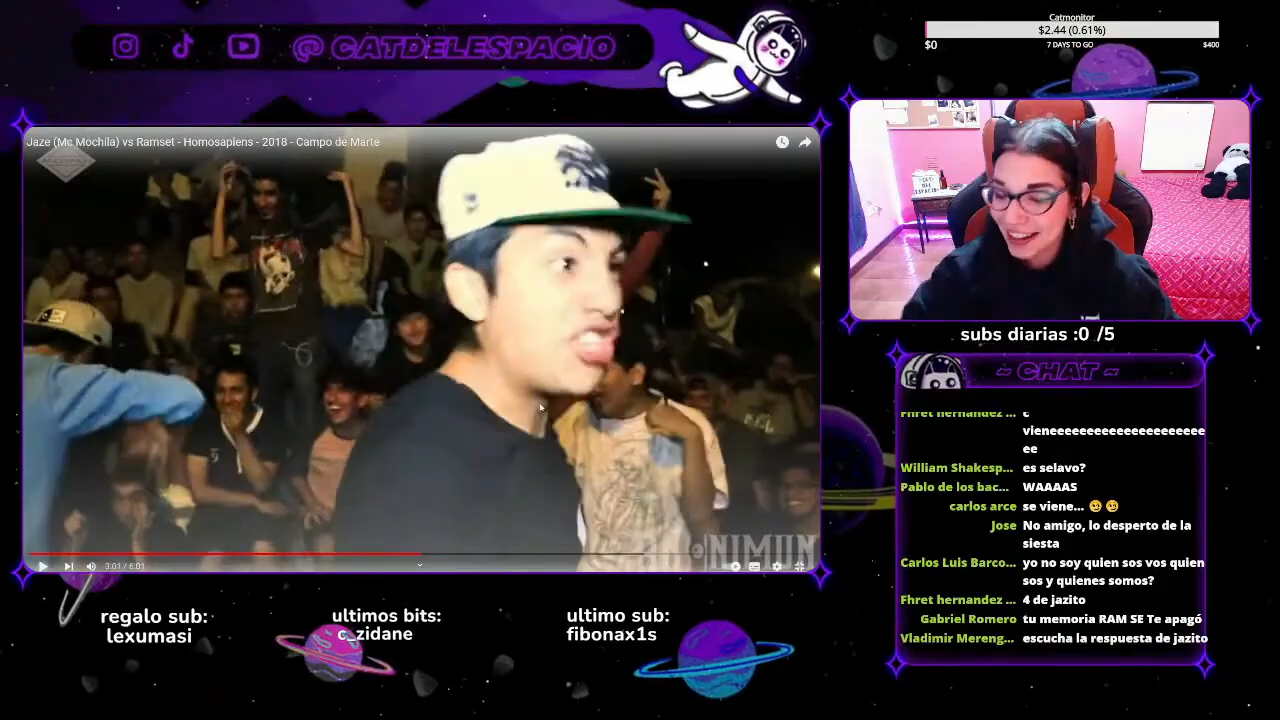 @CATDELESPACIO
Catmonitor
$2.44 (0.61%)
$0
7 DAYS TO GO
$400
Jaze (Mc Mochila) vs Ramset - Homosapiens - 2018 - Campo de Marte
3:01 / 6:01
subs diarias :0 /5
~ CHAT ~
Fhret hernandez ...
c
vieneeeeeeeeeeeeeeeeeeeee
ee
William Shakesp... es selavo?
Pablo de los bac... WAAAAS
carlos arce se viene... 😏😏
Jose No amigo, lo desperto de la
siesta
Carlos Luis Barco... yo no soy quien sos vos quien
sos y quienes somos?
Fhret hernandez ... 4 de jazito
Gabriel Romero tu memoria RAM SE Te apagó
Vladimir Mereng... escucha la respuesta de jazito
regalo sub:
lexumasi
ultimos bits:
c_zidane
ultimo sub:
fibonax1s